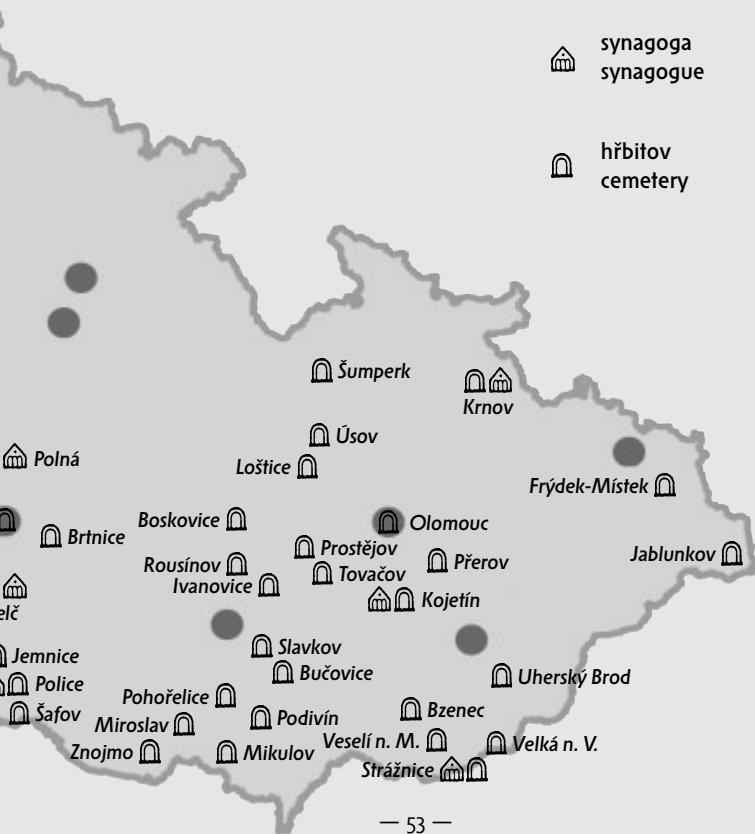 synagoga
synagogue
hřbitov
cemetery
Šumperk
Krnov
Úsov
Polná
Loštice
Frýdek-Místek
Boskovice
Olomouc
Brtnice
Prostějov
Jablunkov
Rousínov
Přerov
Tovačov
Ivanovice
Kojetín
elč
Slavkov
Jemnice
Bučovice
Uherský Brod
Police
Pohořelice
Šafov
Bzenec
Podivín
Miroslav
Veselí n. M.
Velká n. V.
Znojmo
Mikulov
Strážnice
— 53 —